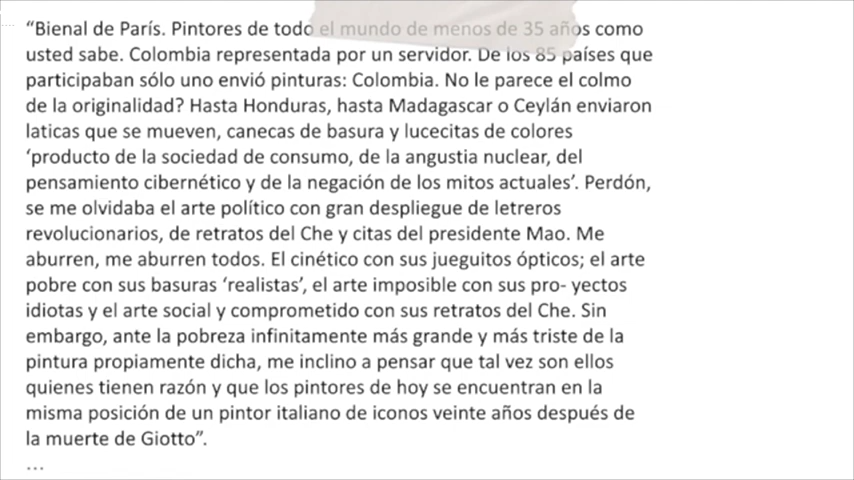 “Bienal de París. Pintores de todo el mundo de menos de 35 años como
usted sabe. Colombia representada por un servidor. De los 85 países que
participaban sólo uno envió pinturas: Colombia. No le parece el colmo
de la originalidad? Hasta Honduras, hasta Madagascar o Ceylán enviaron
laticas que se mueven, canecas de basura y lucecitas de colores
‘producto de la sociedad de consumo, de la angustia nuclear, del
pensamiento cibernético y de la negación de los mitos actuales’. Perdón,
se me olvidaba el arte político con gran despliegue de letreros
revolucionarios, de retratos del Che y citas del presidente Mao. Me
aburren, me aburren todos. El cinético con sus jueguitos ópticos; el arte
pobre con sus basuras ‘realistas’, el arte imposible con sus pro- yectos
idiotas y el arte social y comprometido con sus retratos del Che. Sin
embargo, ante la pobreza infinitamente más grande y más triste de la
pintura propiamente dicha, me inclino a pensar que tal vez son ellos
quienes tienen razón y que los pintores de hoy se encuentran en la
misma posición de un pintor italiano de iconos veinte años después de
la muerte de Giotto”.
...